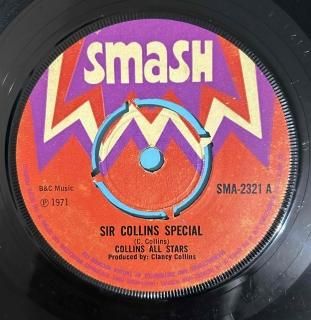 smash
B&C Music
℗ 1971
SMA-2321 A
SIR COLLINS SPECIAL
(C. Collins)
COLLINS ALL STARS
Produced by: Clancy Collins